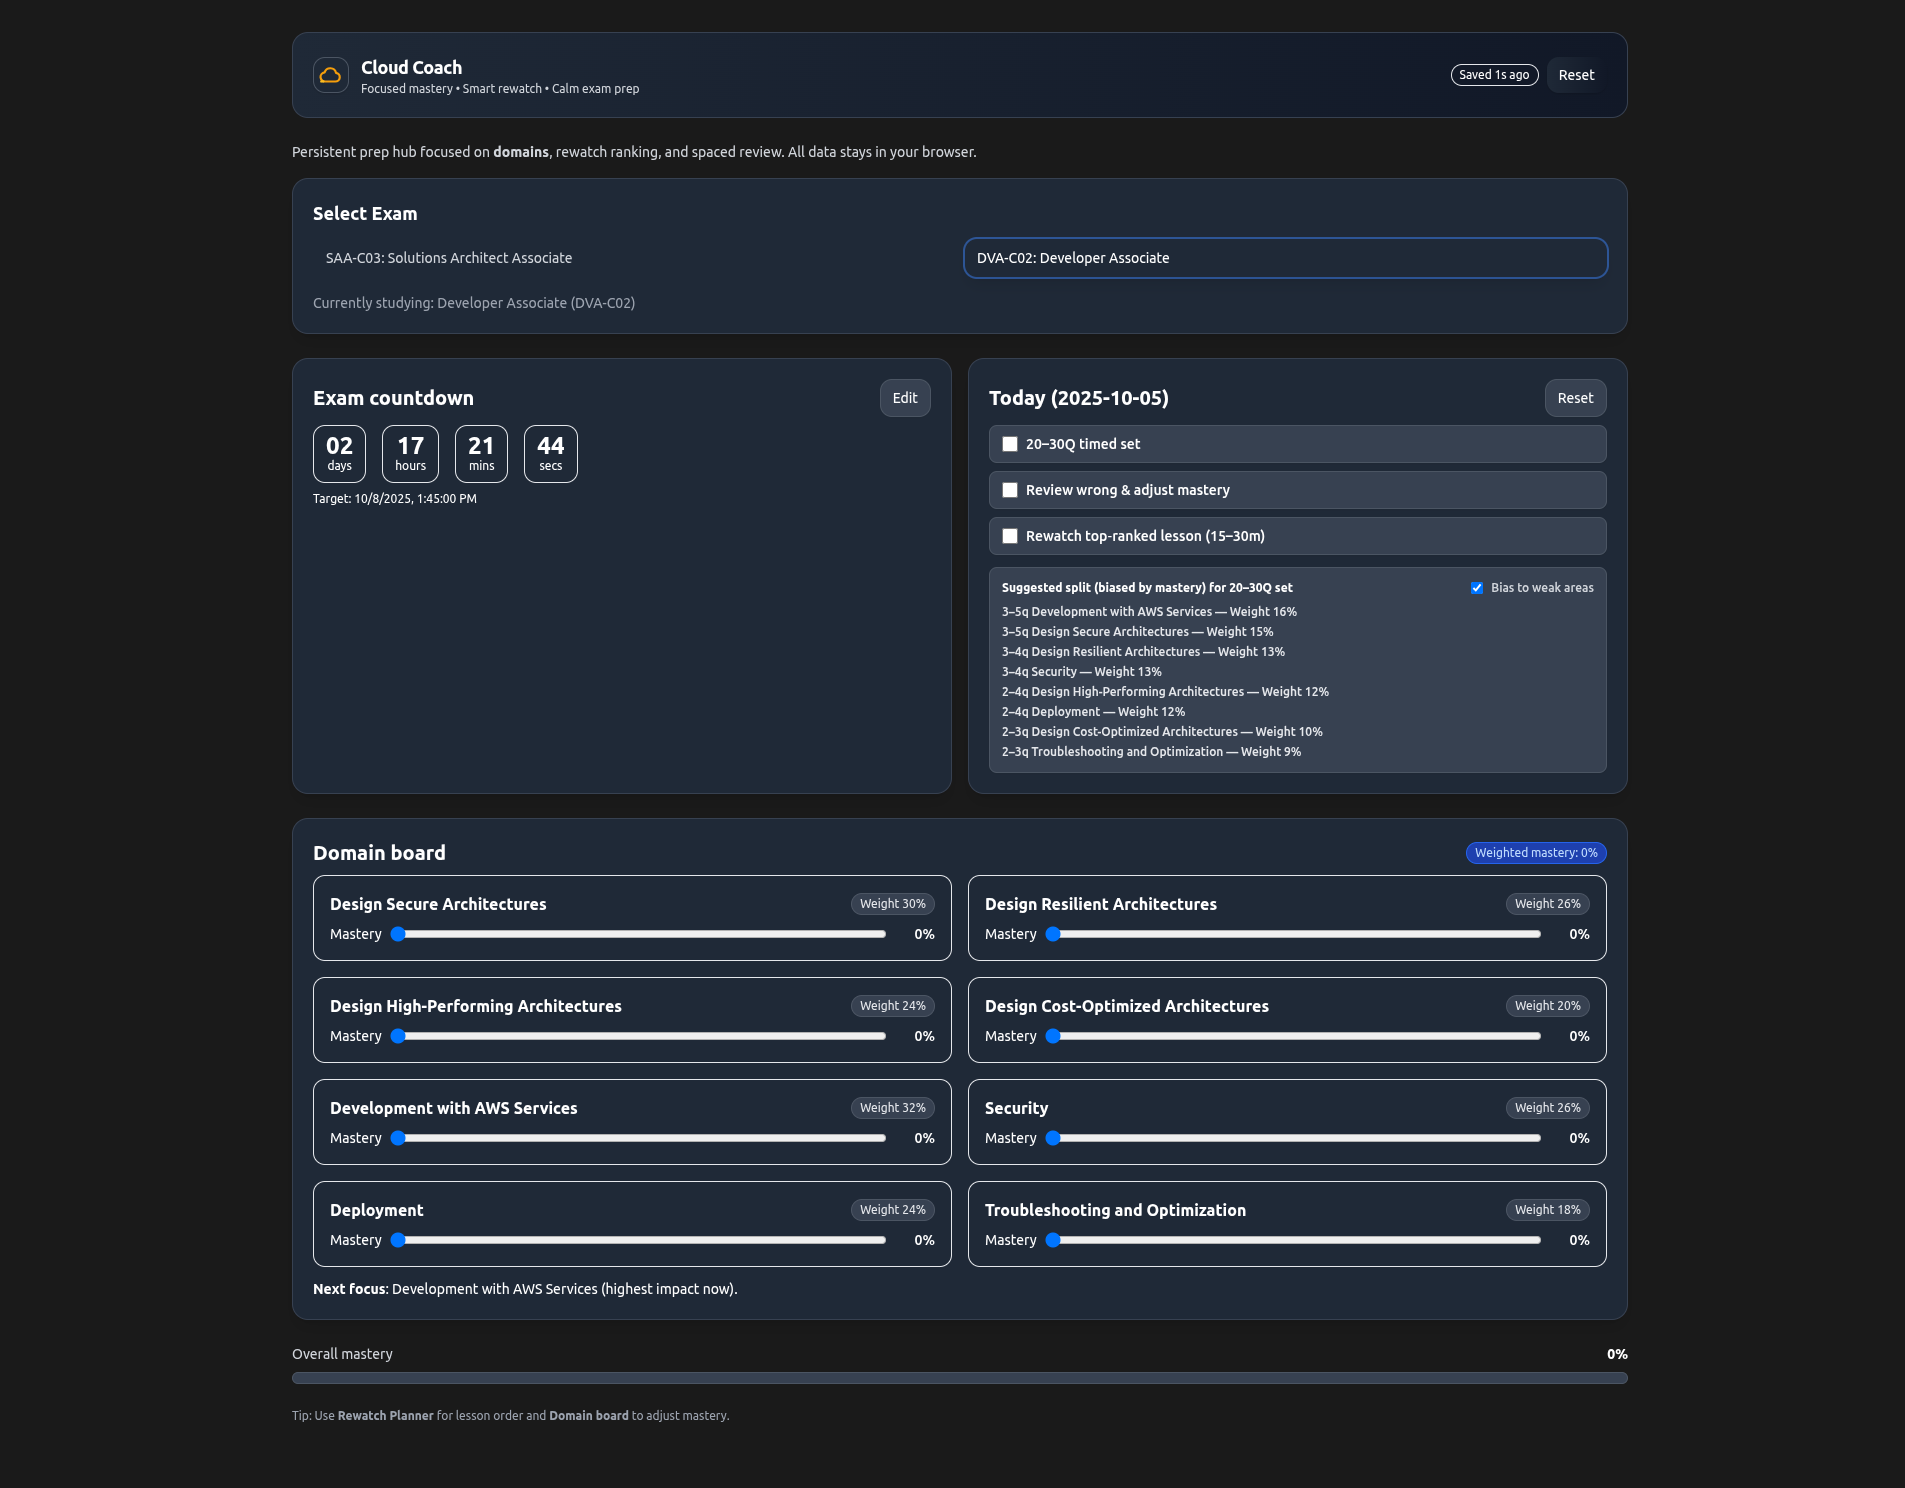 Cloud Coach
Focused mastery • Smart rewatch • Calm exam prep
Saved 1s ago
Reset
Persistent prep hub focused on domains, rewatch ranking, and spaced review. All data stays in your browser.
Select Exam
SAA-C03: Solutions Architect Associate
DVA-C02: Developer Associate
Currently studying: Developer Associate (DVA-C02)
Exam countdown
Edit
02
days
17
hours
21
mins
44
secs
Target: 10/8/2025, 1:45:00 PM
Today (2025-10-05)
Reset
20–30Q timed set
Review wrong & adjust mastery
Rewatch top-ranked lesson (15–30m)
Suggested split (biased by mastery) for 20–30Q set
Bias to weak areas
3–5q Development with AWS Services — Weight 16%
3–5q Design Secure Architectures — Weight 15%
3–4q Design Resilient Architectures — Weight 13%
3–4q Security — Weight 13%
2–4q Design High-Performing Architectures — Weight 12%
2–4q Deployment — Weight 12%
2–3q Design Cost-Optimized Architectures — Weight 10%
2–3q Troubleshooting and Optimization — Weight 9%
Domain board
Weighted mastery: 0%
Design Secure Architectures
Weight 30%
Mastery
0%
Design Resilient Architectures
Weight 26%
Mastery
0%
Design High-Performing Architectures
Weight 24%
Mastery
0%
Design Cost-Optimized Architectures
Weight 20%
Mastery
0%
Development with AWS Services
Weight 32%
Mastery
0%
Security
Weight 26%
Mastery
0%
Deployment
Weight 24%
Mastery
0%
Troubleshooting and Optimization
Weight 18%
Mastery
0%
Next focus: Development with AWS Services (highest impact now).
Overall mastery
0%
Tip: Use Rewatch Planner for lesson order and Domain board to adjust mastery.